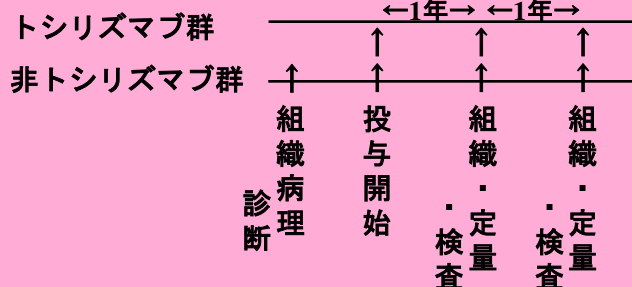 トシリズマブ群
←1年→←1年→
非トシリズマブ群
診断
組織病理
投与開始
組織・定量
・検査
組織・定量
・検査